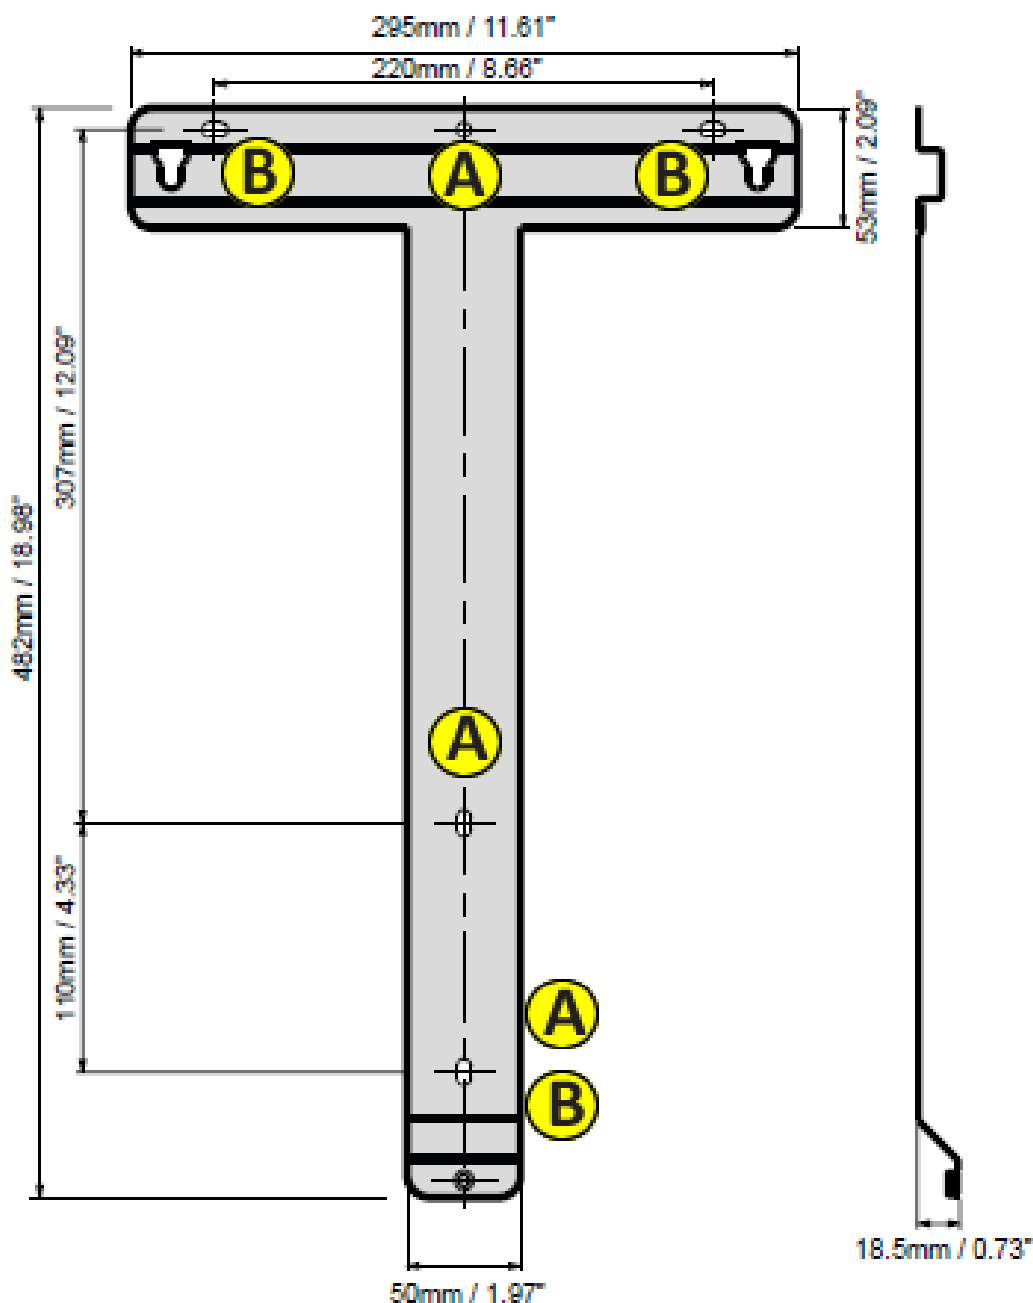 295mm / 11.61"
220mm / 8.66"
53mm / 2.09"
B
A
B
307mm / 12.09"
482mm / 18.98"
A
110mm / 4.33"
A
B
18.5mm / 0.73"
50mm / 1.97"